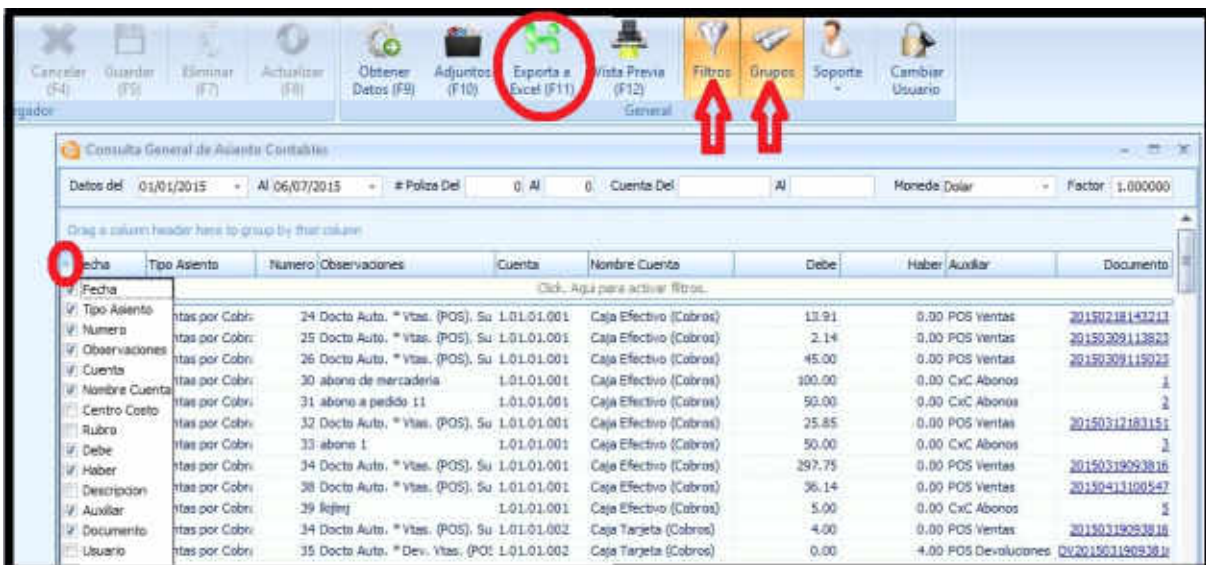 Cancelar (F4) Guardar (F5) Eliminar (F7) Actualizar (F8) Obtener Datos (F9) Adjuntos (F10) Exporta a Excel (F11) Vista Previa (F12) Filtros Grupos Soporte Cambiar Usuario
egador General
Consulta General de Asiento Contables
Datos del 01/01/2015 Al 06/07/2015 # Poliza Del 0 Al 0 Cuenta Del Al Moneda Dolar Factor 1.000000
Drag a column header here to group by that column
Fecha Tipo Asiento Numero Observaciones Cuenta Nombre Cuenta Debe Haber Auxiliar Documento
Fecha Click, Aqui para activar filtros.
Tipo Asiento ntas por Cobra 24 Docto Auto. * Vtas. (POS). Su 1.01.01.001 Caja Efectivo (Cobros) 13.91 0.00 POS Ventas 20150218143213
Numero ntas por Cobra 25 Docto Auto. * Vtas. (POS). Su 1.01.01.001 Caja Efectivo (Cobros) 2.14 0.00 POS Ventas 20150309113823
Observaciones ntas por Cobra 26 Docto Auto. * Vtas. (POS). Su 1.01.01.001 Caja Efectivo (Cobros) 45.00 0.00 POS Ventas 20150309115023
Cuenta ntas por Cobra 30 abono de mercaderia 1.01.01.001 Caja Efectivo (Cobros) 100.00 0.00 CxC Abonos 1
Nombre Cuenta ntas por Cobra 31 abono a pedido 11 1.01.01.001 Caja Efectivo (Cobros) 50.00 0.00 CxC Abonos 2
Centro Costo ntas por Cobra 32 Docto Auto. * Vtas. (POS). Su 1.01.01.001 Caja Efectivo (Cobros) 25.85 0.00 POS Ventas 20150312183151
Rubro ntas por Cobra 33 abono 1 1.01.01.001 Caja Efectivo (Cobros) 50.00 0.00 CxC Abonos 3
Debe
Haber ntas por Cobra 34 Docto Auto. * Vtas. (POS). Su 1.01.01.001 Caja Efectivo (Cobros) 297.75 0.00 POS Ventas 20150319093816
Descripcion ntas por Cobra 38 Docto Auto. * Vtas. (POS). Su 1.01.01.001 Caja Efectivo (Cobros) 36.14 0.00 POS Ventas 20150413100547
Auxiliar ntas por Cobra 39 1.01.01.001 Caja Efectivo (Cobros) 5.00 0.00 CxC Abonos 5
Documento ntas por Cobra 34 Docto Auto. * Vtas. (POS). Su 1.01.01.002 Caja Tarjeta (Cobros) 4.00 0.00 POS Ventas 20150319093816
Usuario ntas por Cobra 35 Docto Auto. * Dev. Vtas. (POS 1.01.01.002 Caja Tarjeta (Cobros) 0.00 4.00 POS Devoluciones